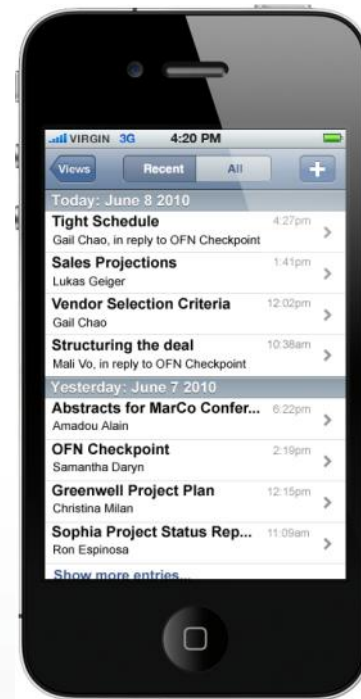 VIRGIN 3G 4:20 PM
Views Recent All +
Today: June 8 2010
Tight Schedule 4:27pm
Gail Chao, in reply to OFN Checkpoint
Sales Projections 1:41pm
Lukas Geiger
Vendor Selection Criteria 12:02pm
Gail Chao
Structuring the deal 10:38am
Mali Vo, in reply to OFN Checkpoint
Yesterday: June 7 2010
Abstracts for MarCo Confer... 6:22pm
Amadou Alain
OFN Checkpoint 2:19pm
Samantha Daryn
Greenwell Project Plan 12:15pm
Christina Milan
Sophia Project Status Rep... 11:09am
Ron Espinosa
Show more entries...